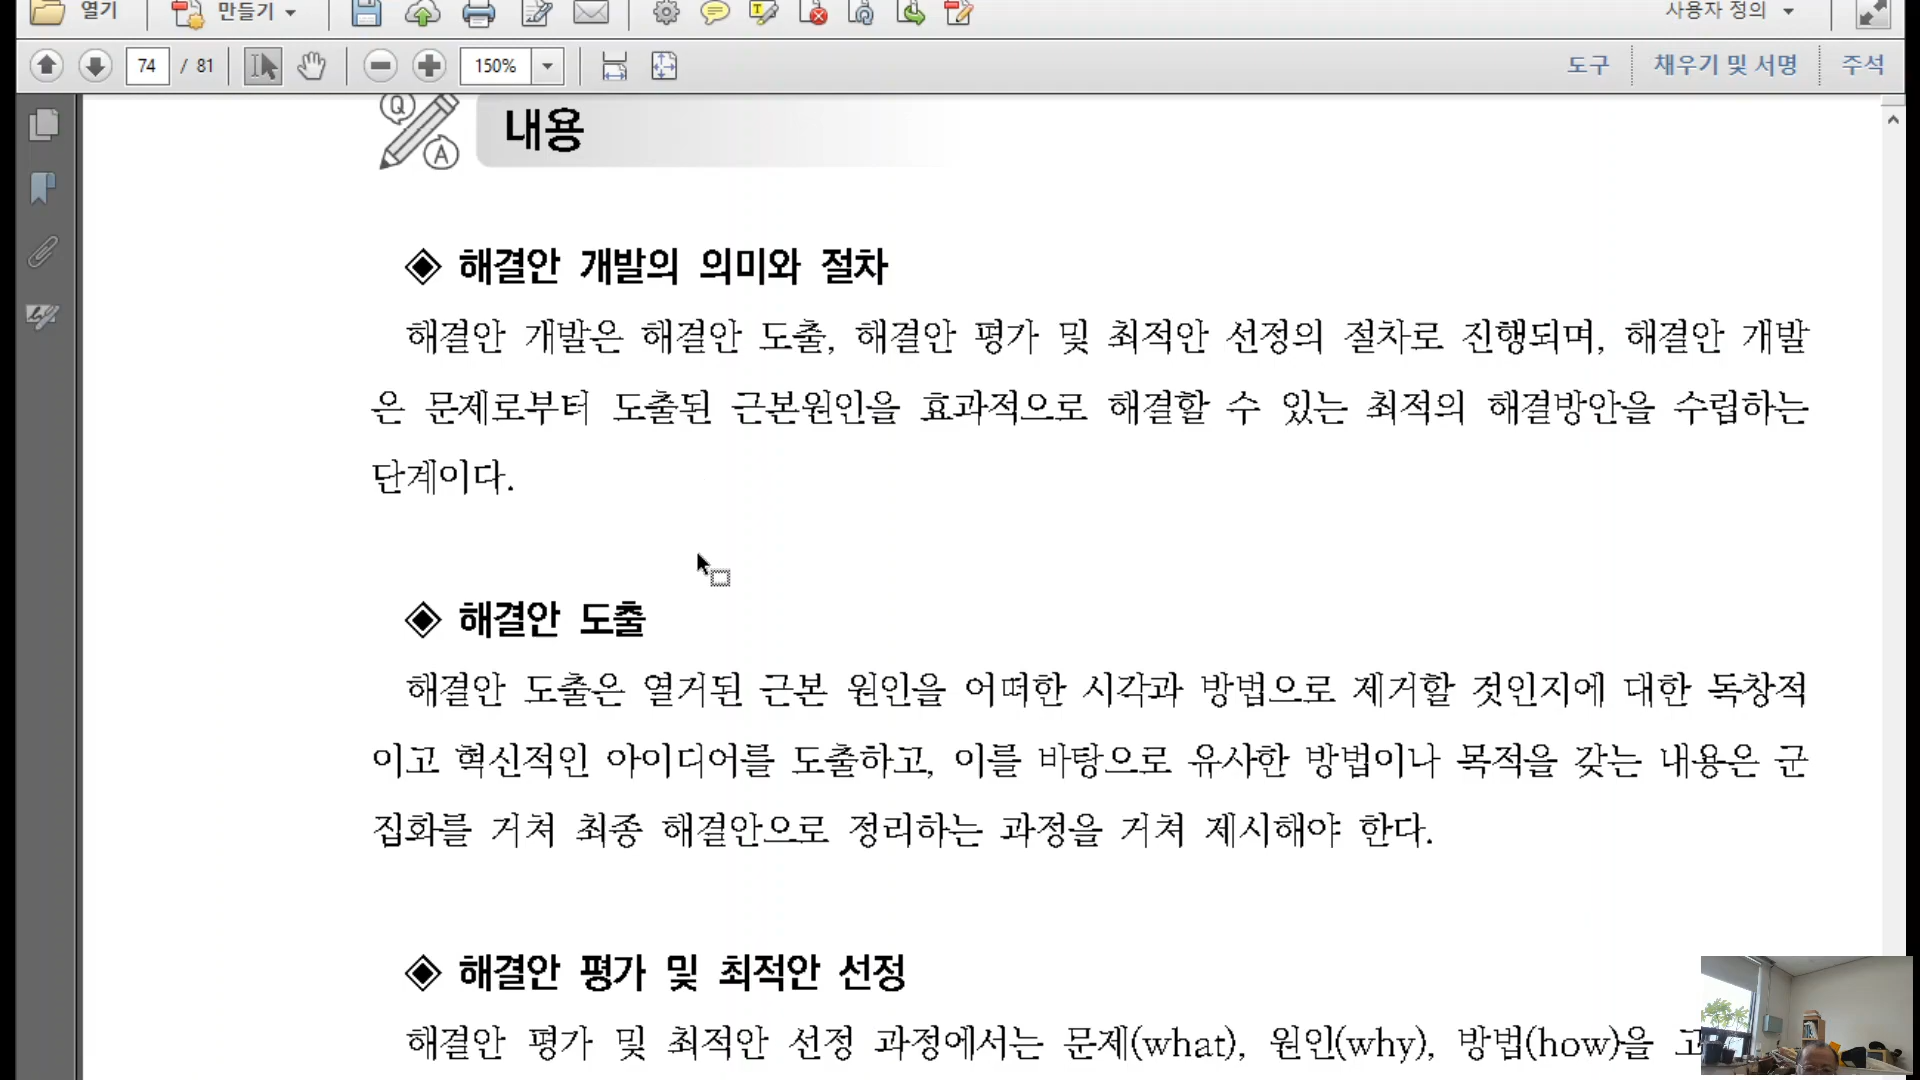 열기 만들기 사용자 정의
74 / 81 150% 도구 채우기 및 서명 주석
Q A 내용
◈ 해결안 개발의 의미와 절차
해결안 개발은 해결안 도출, 해결안 평가 및 최적안 선정의 절차로 진행되며, 해결안 개발
은 문제로부터 도출된 근본원인을 효과적으로 해결할 수 있는 최적의 해결방안을 수립하는
단계이다.
◈ 해결안 도출
해결안 도출은 열거된 근본 원인을 어떠한 시각과 방법으로 제거할 것인지에 대한 독창적
이고 혁신적인 아이디어를 도출하고, 이를 바탕으로 유사한 방법이나 목적을 갖는 내용은 군
집화를 거쳐 최종 해결안으로 정리하는 과정을 거쳐 제시해야 한다.
◈ 해결안 평가 및 최적안 선정
해결안 평가 및 최적안 선정 과정에서는 문제(what), 원인(why), 방법(how)을